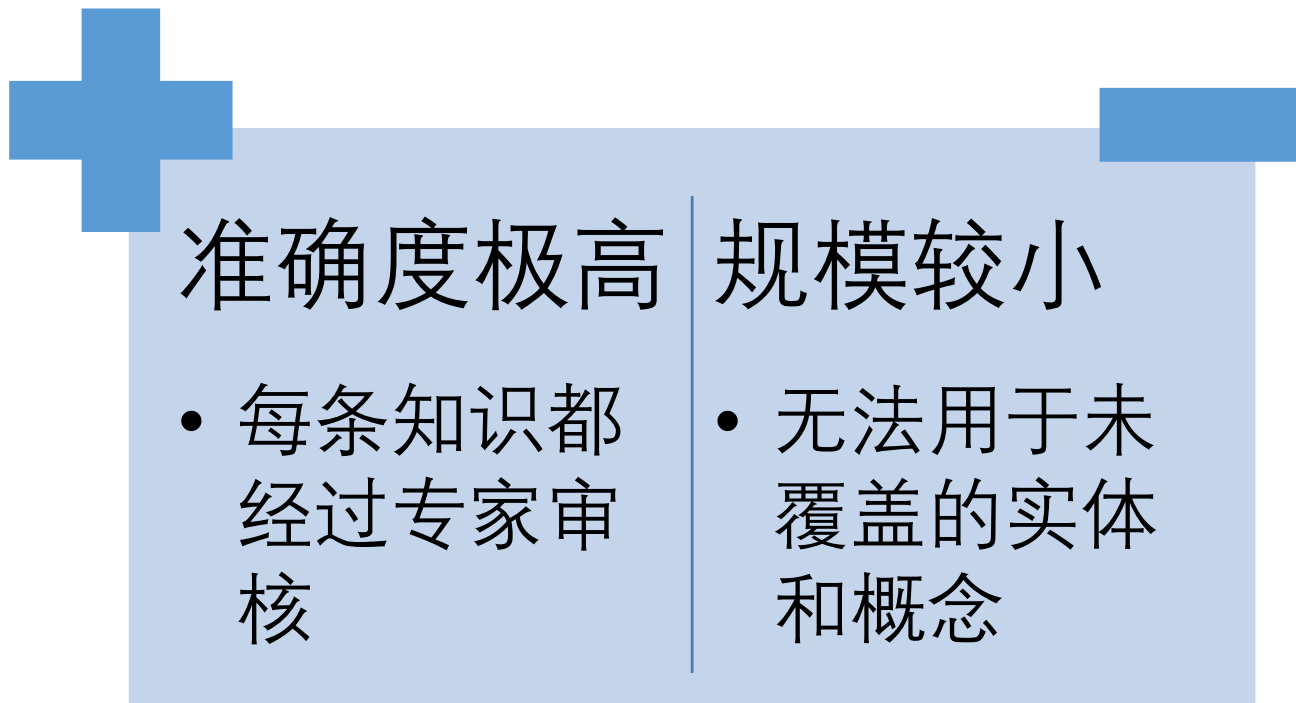 准确度极高
• 每条知识都
经过专家审
核
规模较小
• 无法用于未
覆盖的实体
和概念